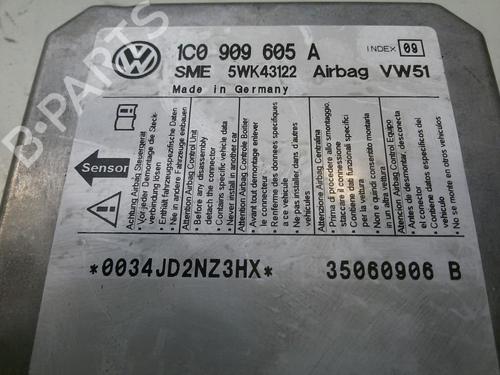 1C0 909 605 A
INDEX 09
SME 5WK43122 Airbag VW51
Made in Germany
Sensor
Achtung Airbag Steuergerät
• Vor jeder Demontage die Steck-
verbindung lösen
• Enthält fahrzeugspezifische Daten
• Nie in andere Fahrzeuge einbauen
Attention Airbag Control Unit
• Before any disassembly
detach the connector
• Contains specific vehicle data
• Never install in another car
Attention Airbag Controle Boitier
• Avant tout demontage enlever
le connecteur
• Renferme des donnees specifiques
a ce vehicule
• Ne pas installer dans d'autres
vehicules
Attenzione Airbag Centralina
• Prima di procedere allo smontaggio,
staccare il connessione
• Contiene dati funzionali specifici
per la vettura
• Non a quindi consentito montarla
in un altra vettura
Atencion Airbag Control Equipo
• Antes de desmontar, desconecta
el conector
• Contiene datos especificos del
vehiculo
• No se monte en otros vehiculos
*0034JD2NZ3HX*
35060906 B
B-PARTS